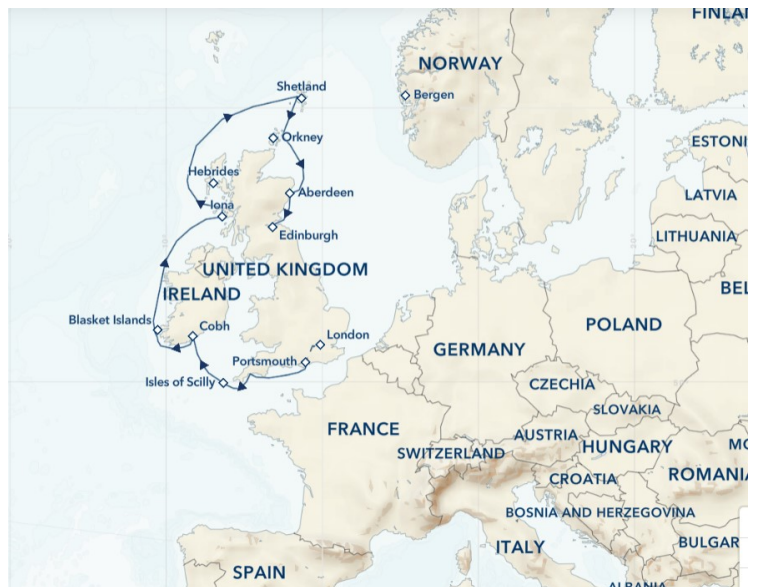 FINLA
NORWAY
Shetland
Bergen
Orkney
ESTONI
Hebrides
Aberdeen
LATVIA
Iona
Edinburgh
LITHUANIA
UNITED KINGDOM
IRELAND
BEL
Blasket Islands
Cobh
London
POLAND
Portsmouth
GERMANY
Isles of Scilly
CZECHIA
SLOVAKIA
FRANCE
AUSTRIA
HUNGARY
MO
SWITZERLAND
CROATIA
ROMANIA
BOSNIA AND HERZEGOVINA
ITALY
BULGAR
SPAIN
ALBANIA